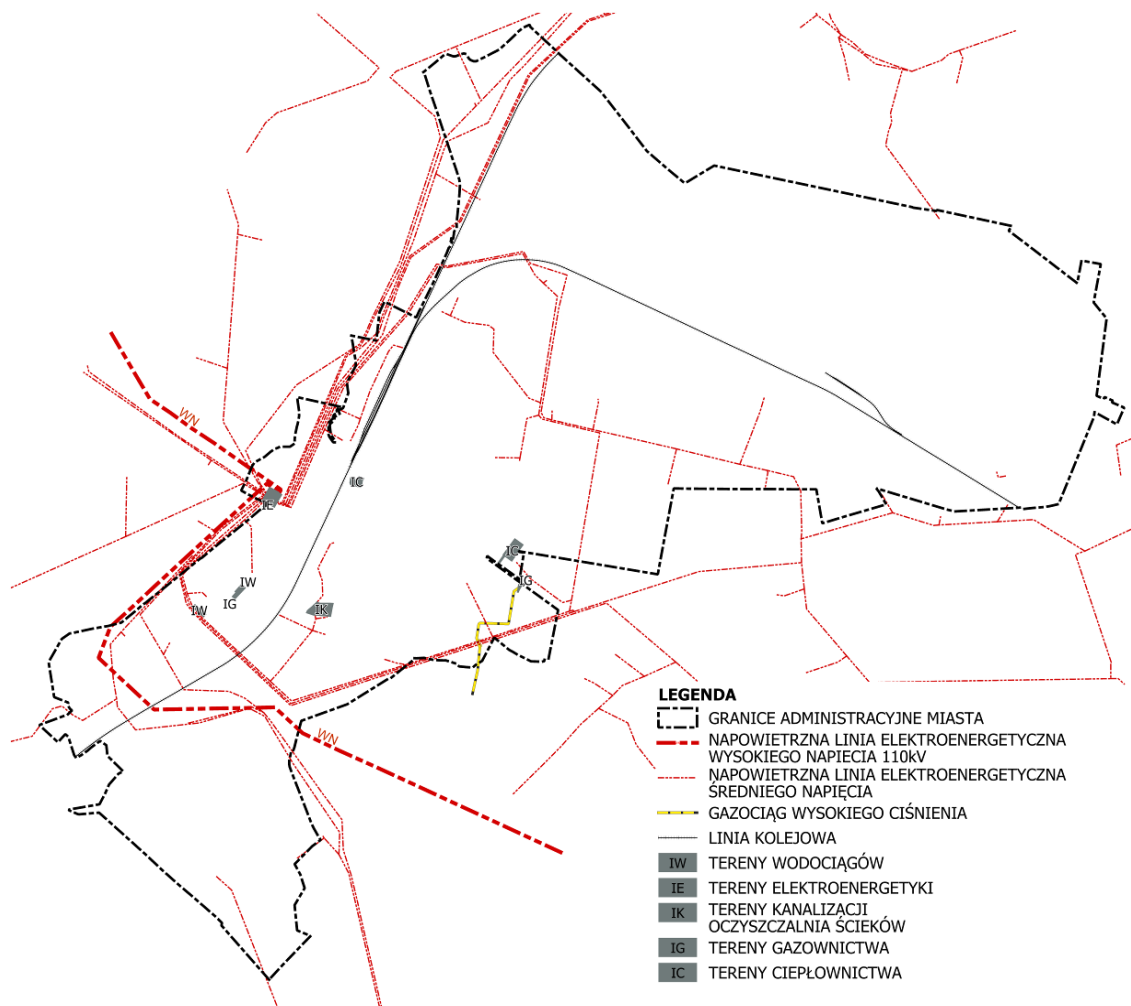 WN
IE
IC
IC
IW
IG
IG
IW
IK
WN
LEGENDA
GRANICE ADMINISTRACYJNE MIASTA
NAPOWIETRZNA LINIA ELEKTROENERGETYCZNA
WYSOKIEGO NAPIECIA 110kV
NAPOWIETRZNA LINIA ELEKTROENERGETYCZNA
ŚREDNIEGO NAPIĘCIA
GAZOCIĄG WYSOKIEGO CIŚNIENIA
LINIA KOLEJOWA
IW TERENY WODOCIĄGÓW
IE TERENY ELEKTROENERGETYKI
IK TERENY KANALIZACJI
OCZYSZCZALNIA ŚCIEKÓW
IG TERENY GAZOWNICTWA
IC TERENY CIEPŁOWNICTWA